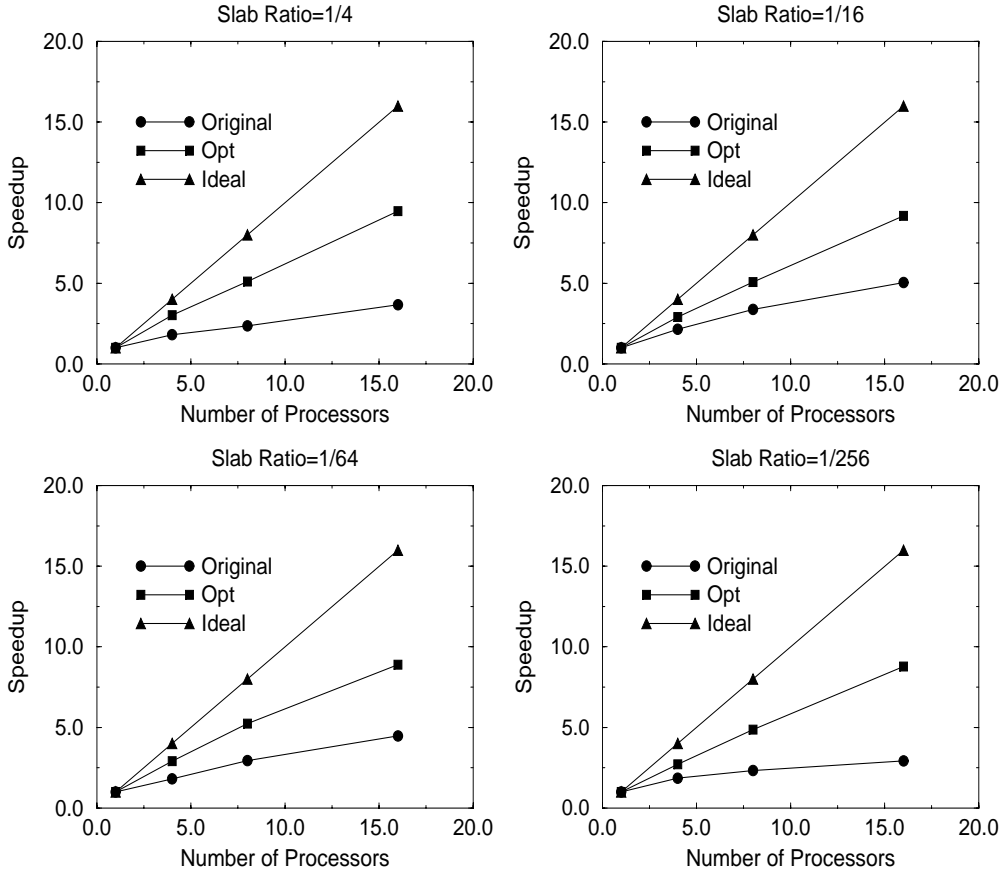 Slab Ratio=1/4
20.0
15.0
10.0
5.0
0.0
Speedup
Original
Opt
Ideal
0.0 5.0 10.0 15.0 20.0
Number of Processors
Slab Ratio=1/16
20.0
15.0
10.0
5.0
0.0
Speedup
Original
Opt
Ideal
0.0 5.0 10.0 15.0 20.0
Number of Processors
Slab Ratio=1/64
20.0
15.0
10.0
5.0
0.0
Speedup
Original
Opt
Ideal
0.0 5.0 10.0 15.0 20.0
Number of Processors
Slab Ratio=1/256
20.0
15.0
10.0
5.0
0.0
Speedup
Original
Opt
Ideal
0.0 5.0 10.0 15.0 20.0
Number of Processors